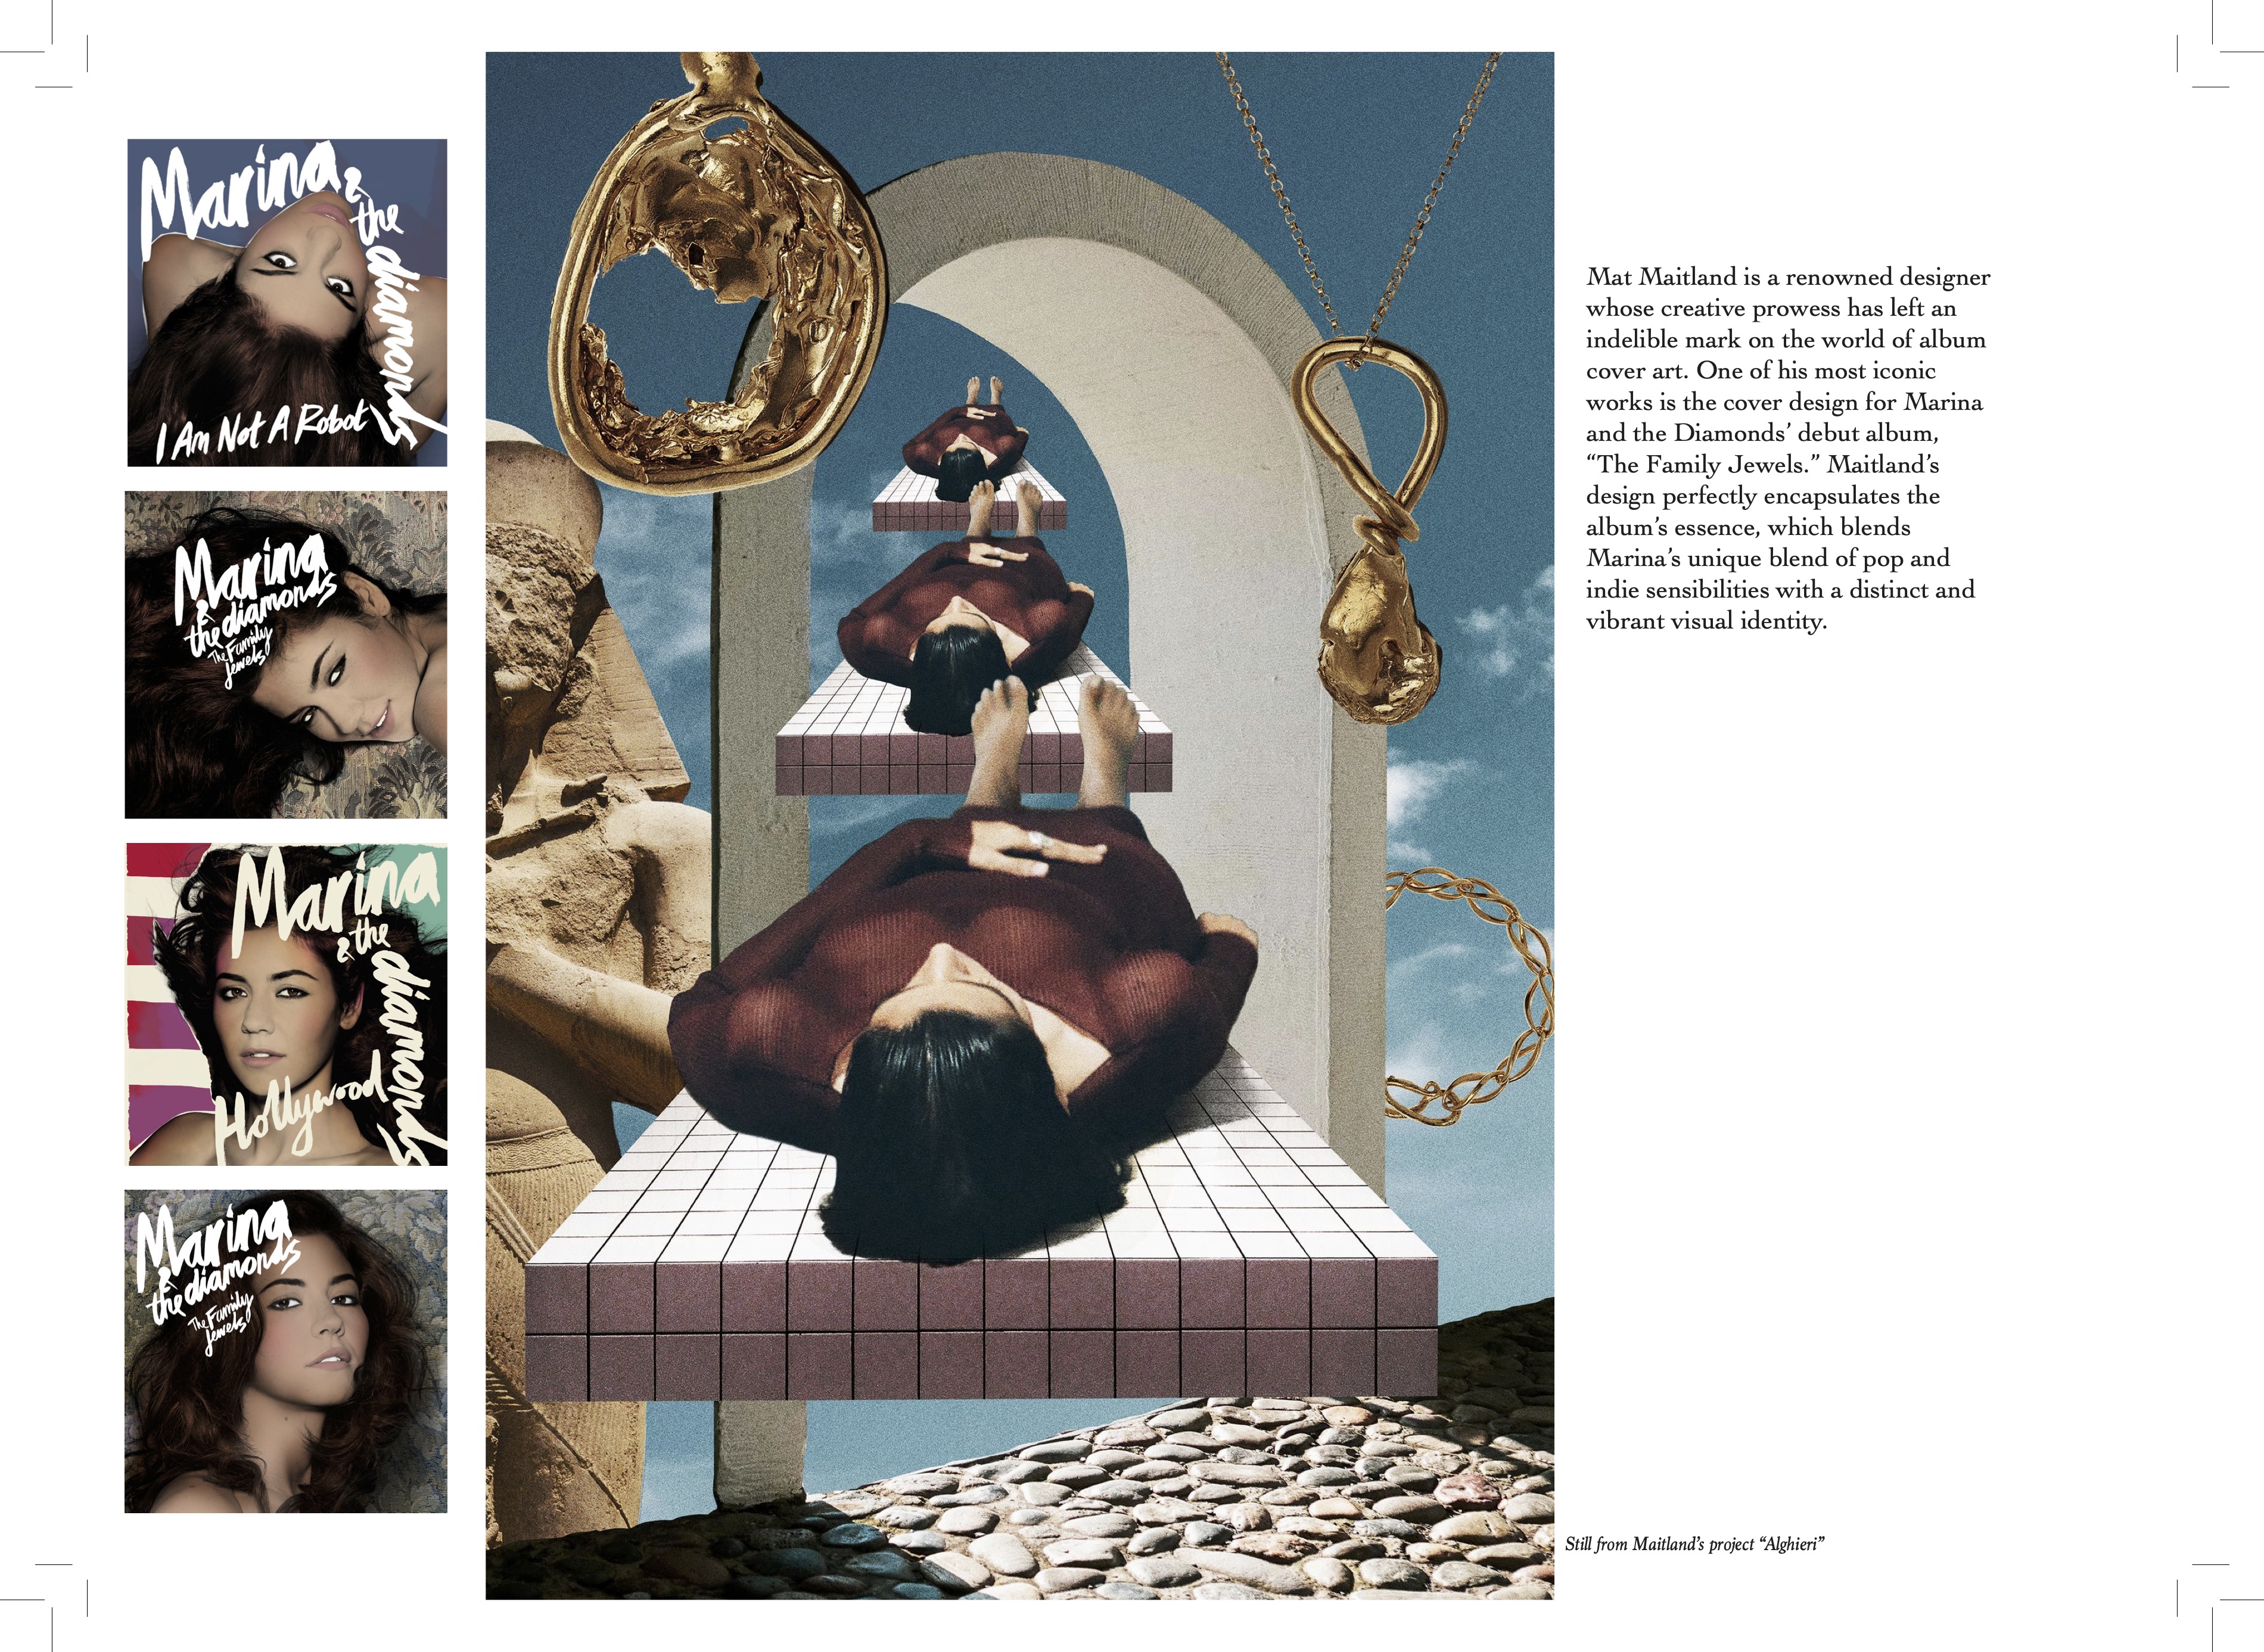 Marina
&
the
diamonds
I Am Not A Robot
Marina
&
the diamonds
The Family
Jewels
Marina
& the
diamonds
Hollywood
Marina
&
the diamonds
The Family
Jewels
Mat Maitland is a renowned designer
whose creative prowess has left an
indelible mark on the world of album
cover art. One of his most iconic
works is the cover design for Marina
and the Diamonds’ debut album,
“The Family Jewels.” Maitland’s
design perfectly encapsulates the
album’s essence, which blends
Marina’s unique blend of pop and
indie sensibilities with a distinct and
vibrant visual identity.
Still from Maitland’s project “Alghieri”